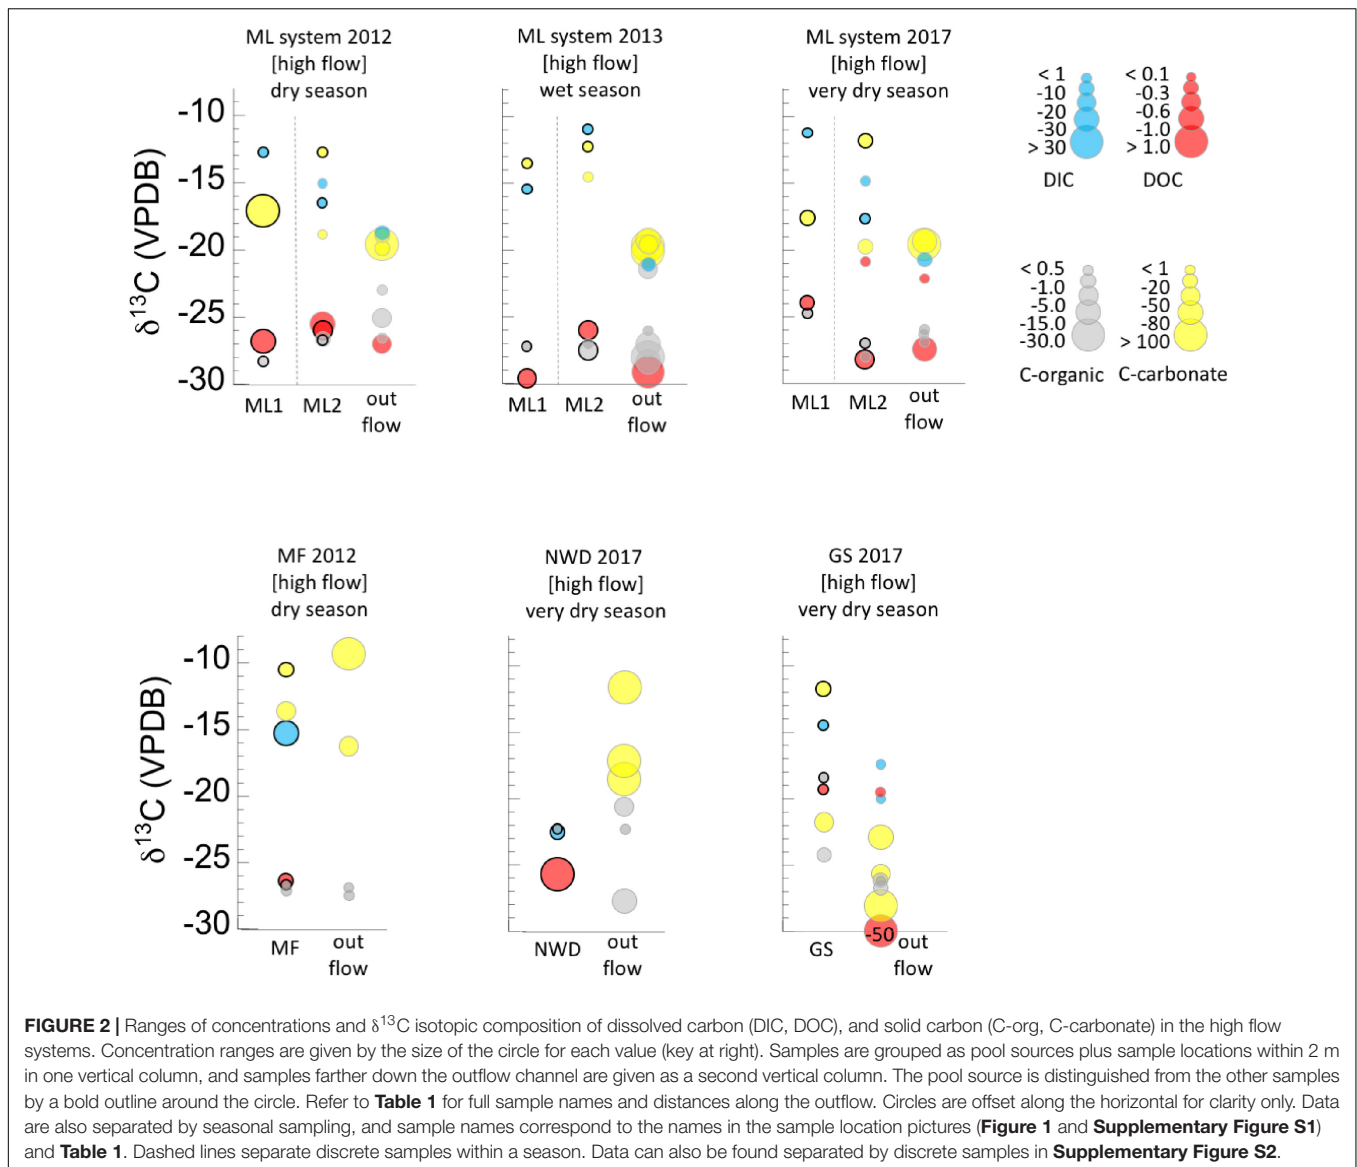 ML system 2012
[high flow]
dry season
ML system 2013
[high flow]
wet season
ML system 2017
[high flow]
very dry season
δ13C (VPDB)
-10
-15
-20
-25
-30
ML1
ML2
out
flow
ML1
ML2
out
flow
ML1
ML2
out
flow
< 1
-10
-20
-30
> 30
DIC
< 0.1
-0.3
-0.6
-1.0
> 1.0
DOC
< 0.5
-1.0
-5.0
-15.0
-30.0
C-organic
< 1
-20
-50
-80
> 100
C-carbonate
MF 2012
[high flow]
dry season
NWD 2017
[high flow]
very dry season
GS 2017
[high flow]
very dry season
δ13C (VPDB)
-10
-15
-20
-25
-30
MF
out
flow
NWD
out
flow
GS
-50
out
flow
FIGURE 2 | Ranges of concentrations and δ13C isotopic composition of dissolved carbon (DIC, DOC), and solid carbon (C-org, C-carbonate) in the high flow
systems. Concentration ranges are given by the size of the circle for each value (key at right). Samples are grouped as pool sources plus sample locations within 2 m
in one vertical column, and samples farther down the outflow channel are given as a second vertical column. The pool source is distinguished from the other samples
by a bold outline around the circle. Refer to Table 1 for full sample names and distances along the outflow. Circles are offset along the horizontal for clarity only. Data
are also separated by seasonal sampling, and sample names correspond to the names in the sample location pictures (Figure 1 and Supplementary Figure S1)
and Table 1. Dashed lines separate discrete samples within a season. Data can also be found separated by discrete samples in Supplementary Figure S2.